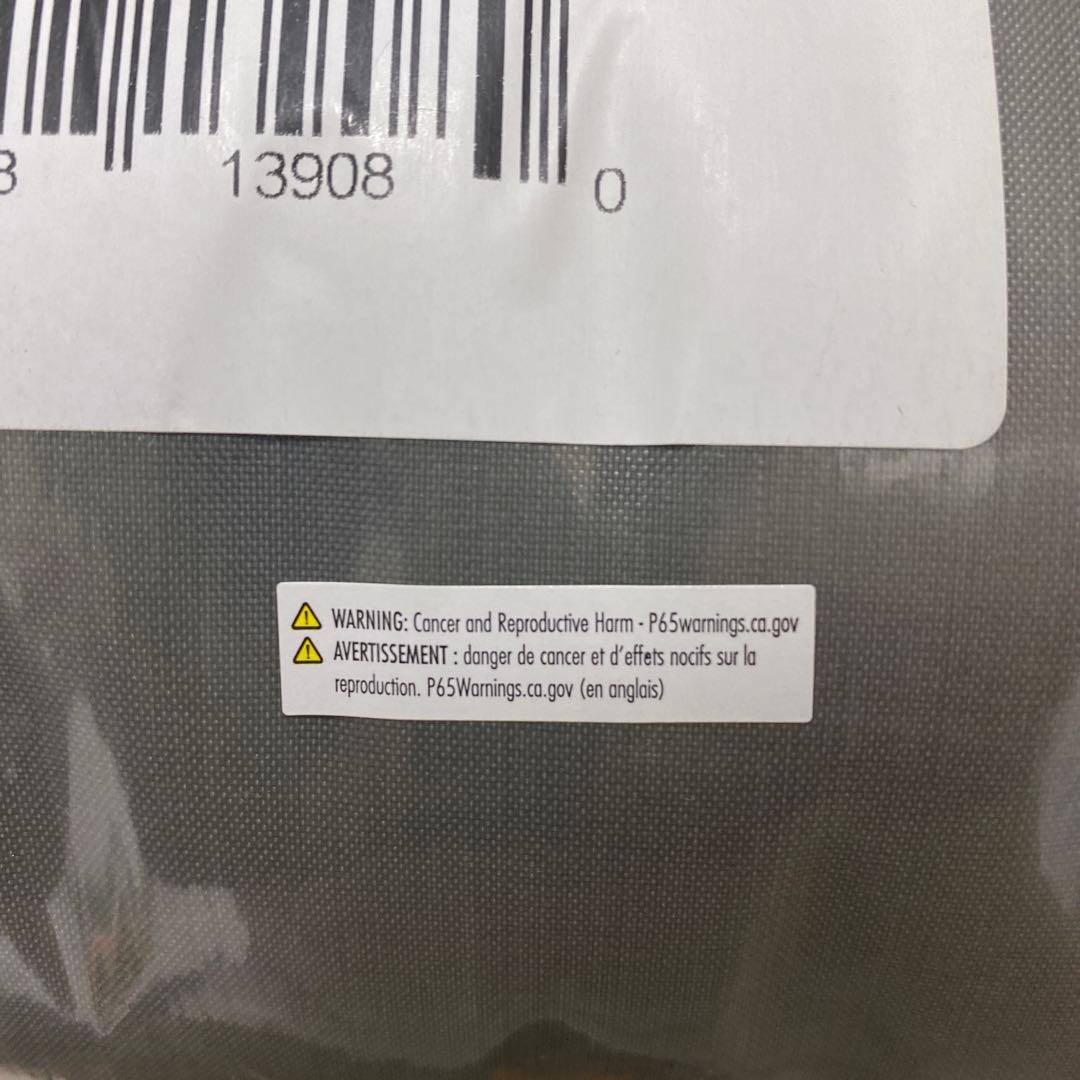 13908
0
WARNING: Cancer and Reproductive Harm - P65warnings.ca.gov
AVERTISSEMENT : danger de cancer et d'effets nocifs sur la
reproduction. P65Warnings.ca.gov (en anglais)